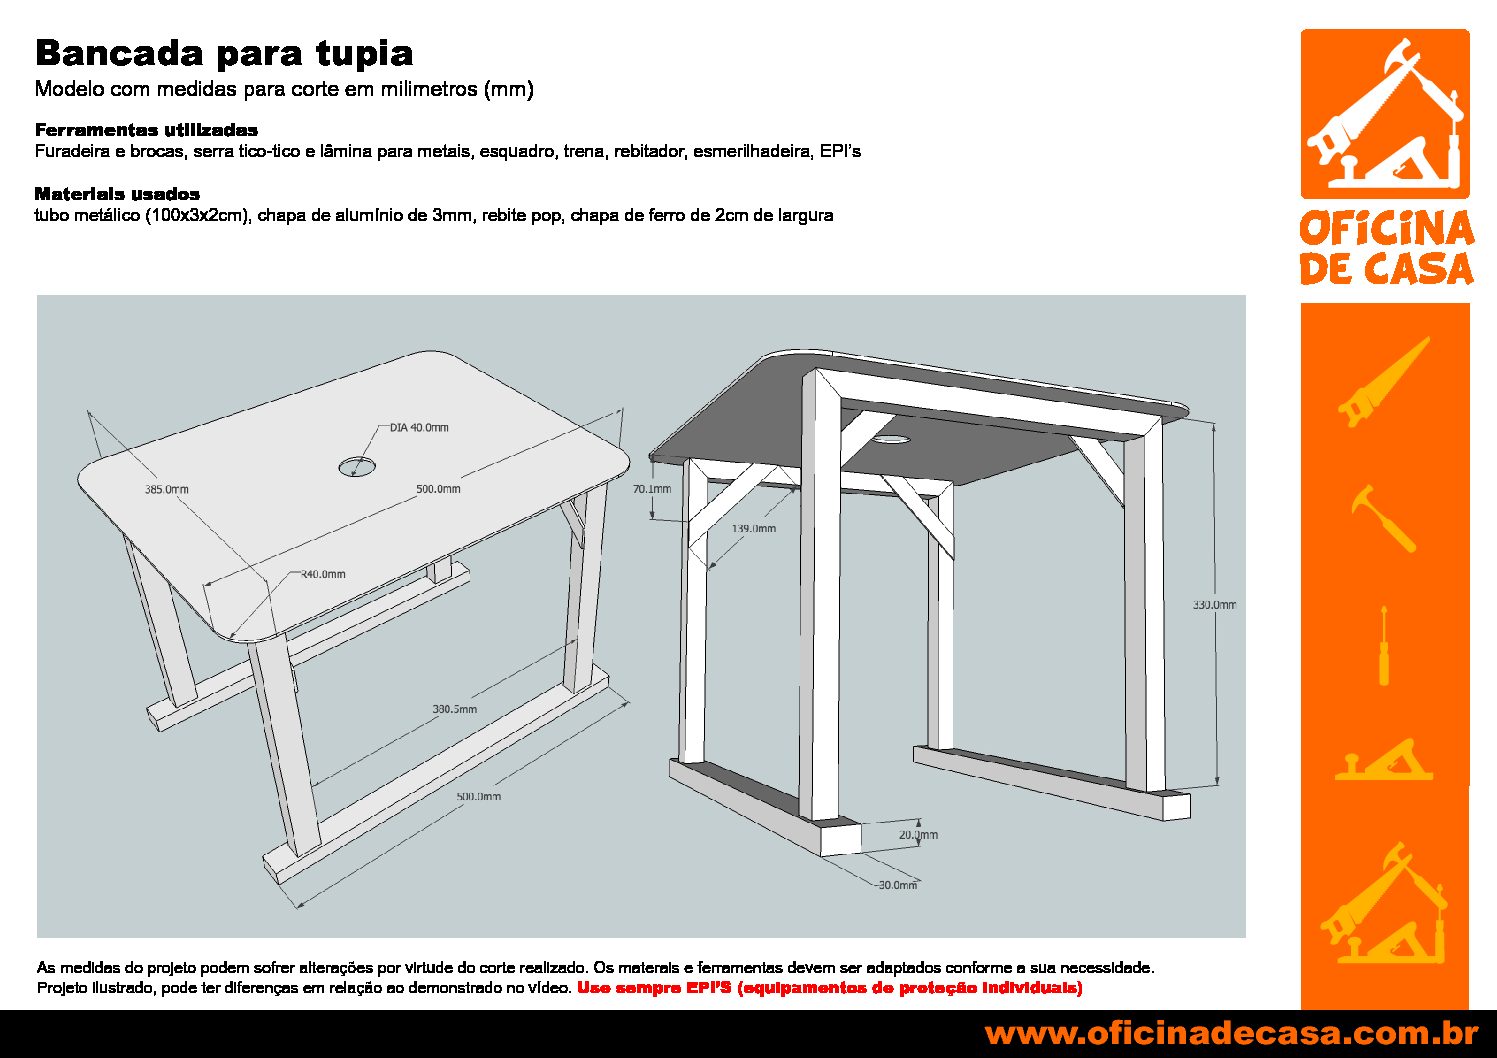 Bancada para tupia
Modelo com medidas para corte em milimetros (mm)
Ferramentas utilizadas
Furadeira e brocas, serra tico-tico e lâmina para metais, esquadro, trena, rebitador, esmerilhadeira, EPI's
Materiais usados
tubo metálico (100x3x2cm), chapa de alumínio de 3mm, rebite pop, chapa de ferro de 2cm de largura
OFICINA
DE CASA
DIA 40.0mm
385.0mm
500.0mm
R40.0mm
380.5mm
500.0mm
70.1mm
139.0mm
330.0mm
20.0mm
30.0mm
As medidas do projeto podem sofrer alterações por virtude do corte realizado. Os materais e ferramentas devem ser adaptados conforme a sua necessidade.
Projeto ilustrado, pode ter diferenças em relação ao demonstrado no vídeo. Use sempre EPI'S (equipamentos de proteção individuais)
www.oficinadecasa.com.br